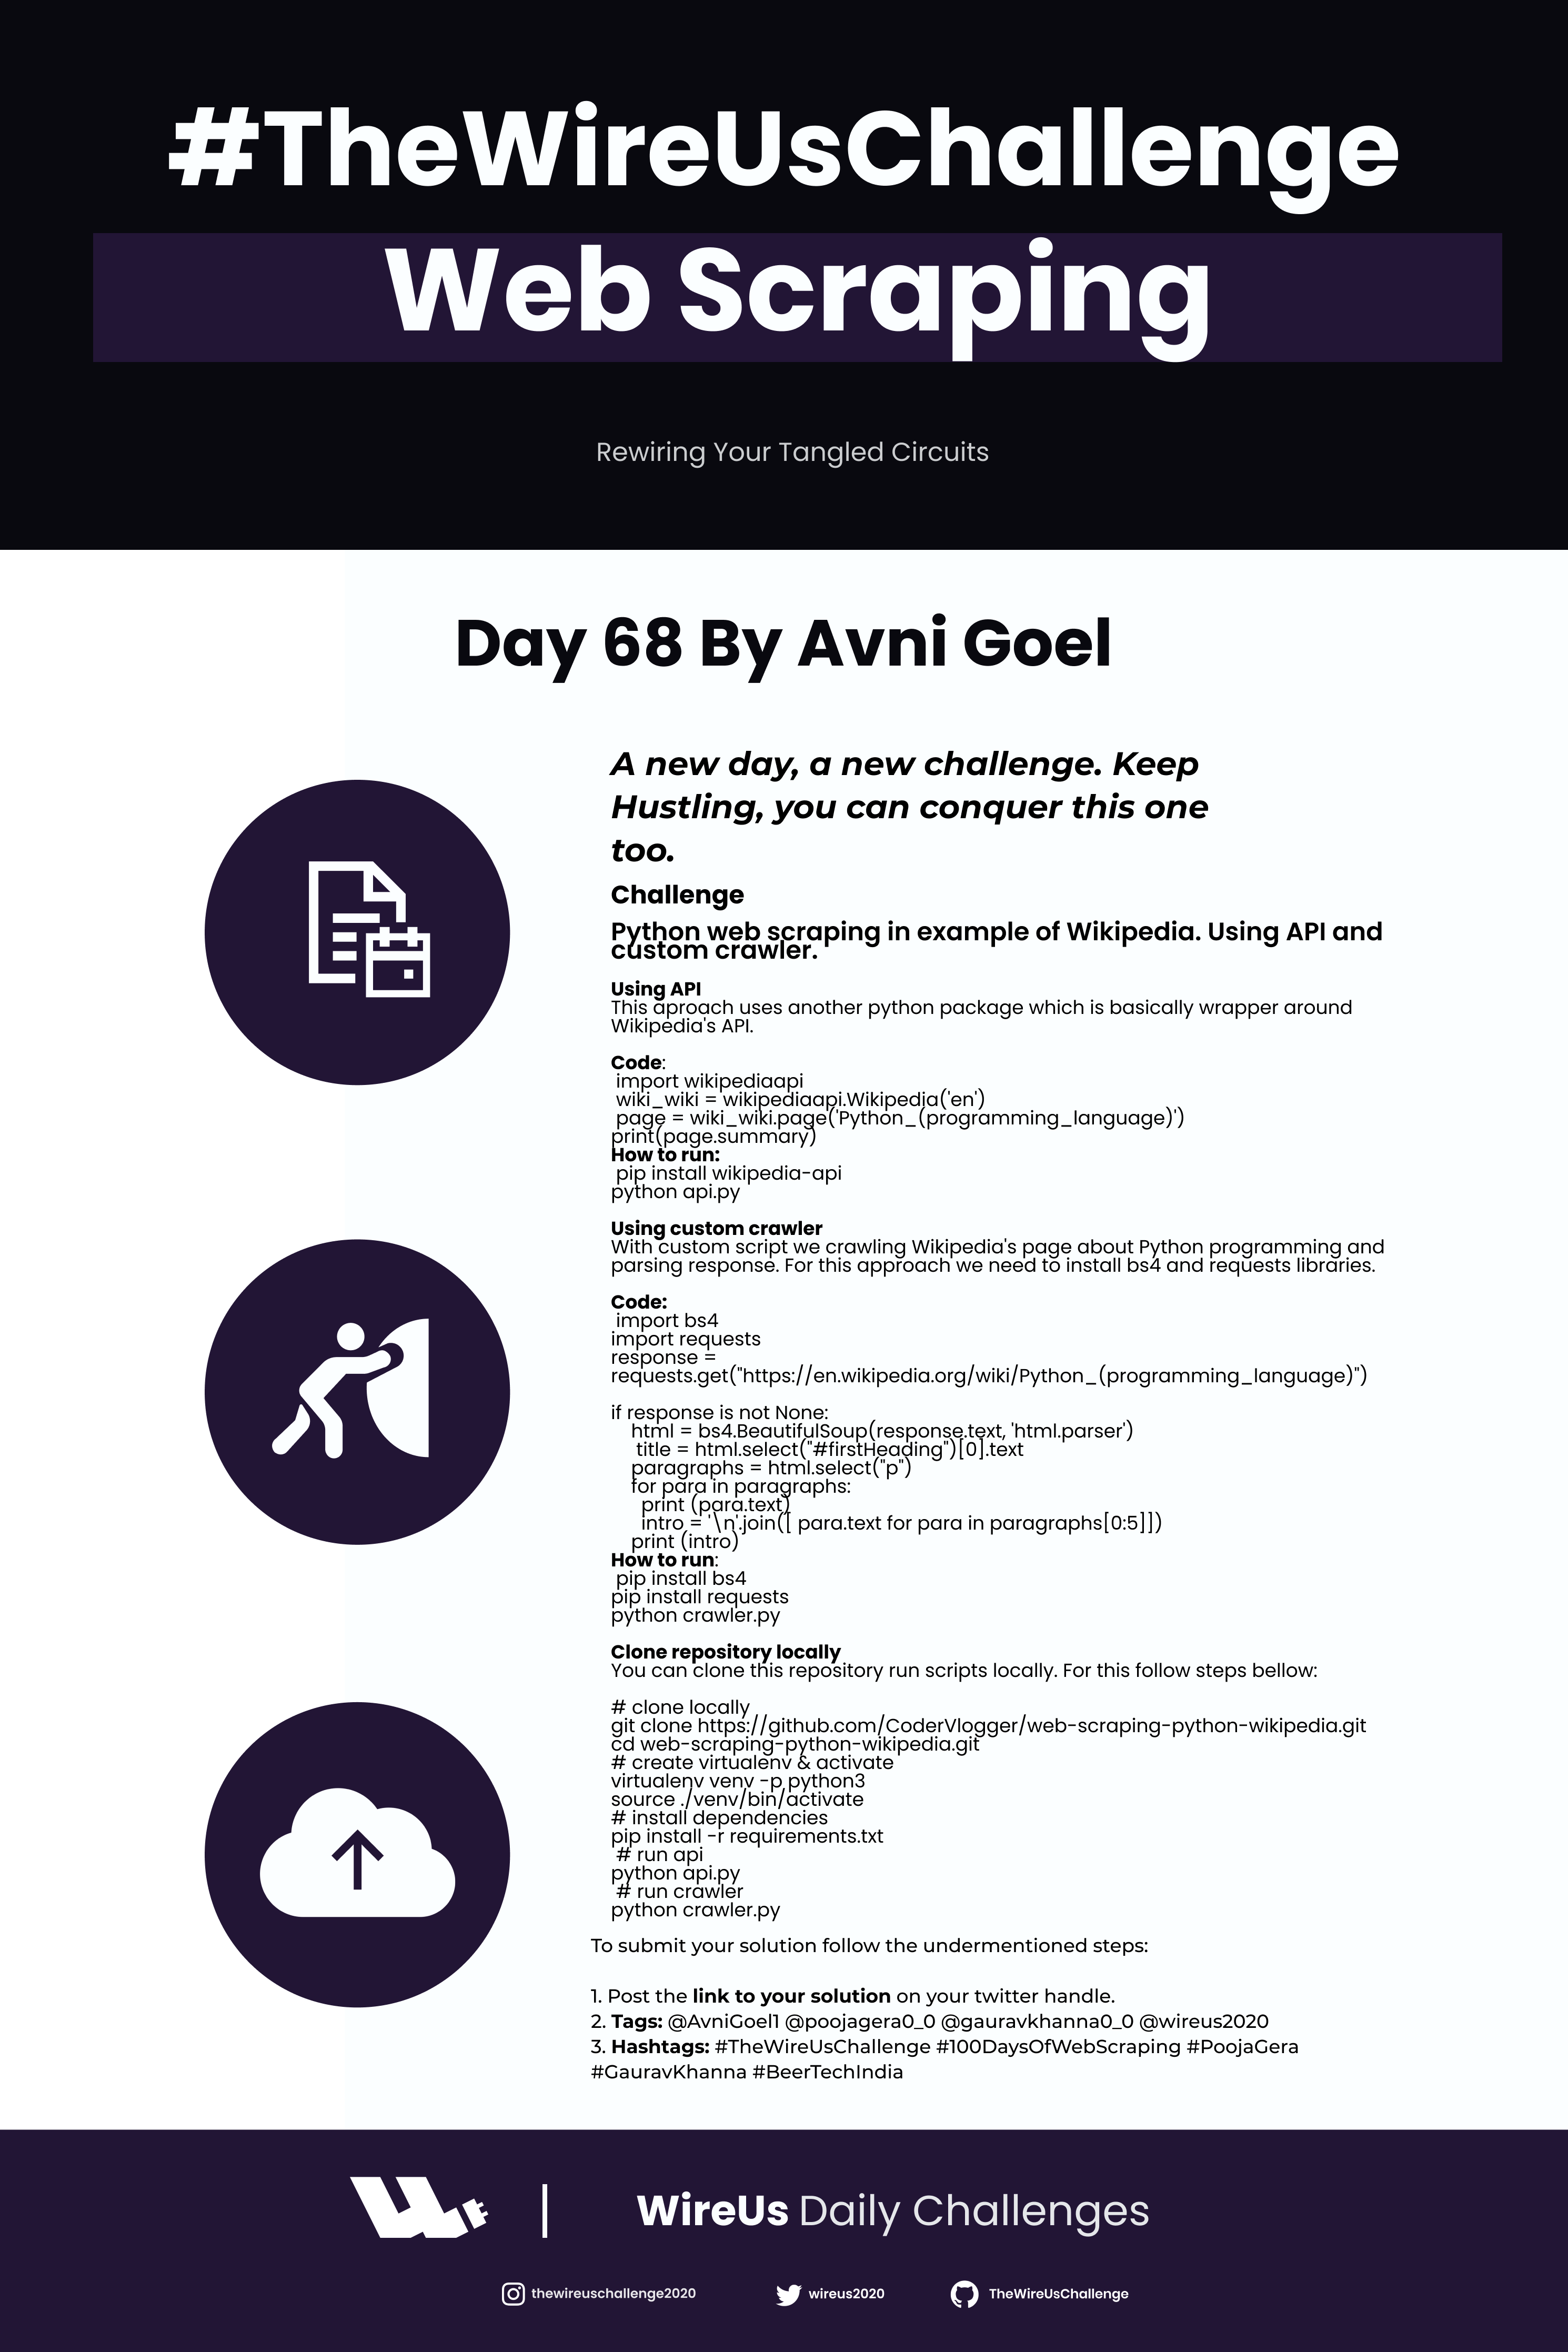 #TheWireUsChallenge
Web Scraping
Rewiring Your Tangled Circuits
Day 68 By Avni Goel
A new day, a new challenge. Keep
Hustling, you can conquer this one
too.
Challenge
Python web scraping in example of Wikipedia. Using API and
custom crawler.
Using API
This aproach uses another python package which is basically wrapper around
Wikipedia's API.
Code:
import wikipediaapi
wiki_wiki = wikipediaapi.Wikipedia('en')
page = wiki_wiki.page('Python_(programming_language)')
print(page.summary)
How to run:
pip install wikipedia-api
python api.py
Using custom crawler
With custom script we crawling Wikipedia's page about Python programming and
parsing response. For this approach we need to install bs4 and requests libraries.
Code:
import bs4
import requests
response =
requests.get("https://en.wikipedia.org/wiki/Python_(programming_language)")
if response is not None:
html = bs4.BeautifulSoup(response.text, 'html.parser')
title = html.select("#firstHeading")[0].text
paragraphs = html.select("p")
for para in paragraphs:
print (para.text)
intro = '\n'.join([ para.text for para in paragraphs[0:5]])
print (intro)
How to run:
pip install bs4
pip install requests
python crawler.py
Clone repository locally
You can clone this repository run scripts locally. For this follow steps bellow:
# clone locally
git clone https://github.com/CoderVlogger/web-scraping-python-wikipedia.git
cd web-scraping-python-wikipedia.git
# create virtualenv & activate
virtualenv venv -p python3
source ./venv/bin/activate
# install dependencies
pip install -r requirements.txt
# run api
python api.py
# run crawler
python crawler.py
To submit your solution follow the undermentioned steps:
1. Post the link to your solution on your twitter handle.
2. Tags: @AvniGoel1 @poojagera0_0 @gauravkhanna0_0 @wireus2020
3. Hashtags: #TheWireUsChallenge #100DaysOfWebScraping #PoojaGera
#GauravKhanna #BeerTechIndia
WireUs Daily Challenges
thewireuschallenge2020 wireus2020 TheWireUsChallenge